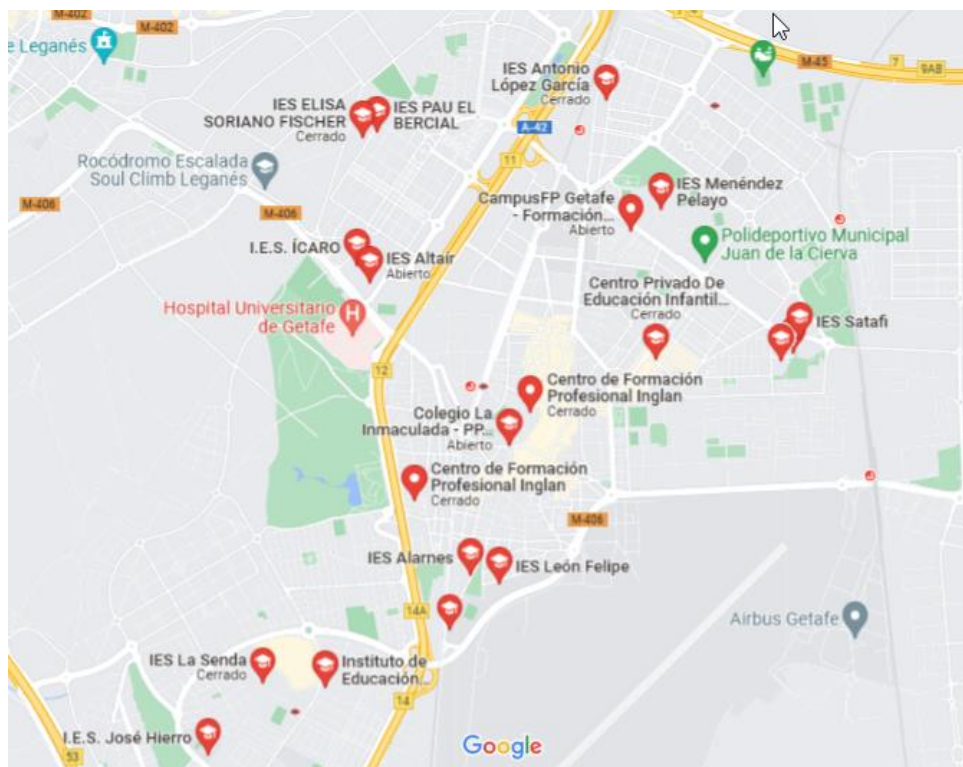 M-402
M-402
e Leganés
IES Antonio
López García
Cerrado
7
M-45
7
9AB
IES ELISA
SORIANO FISCHER
Cerrado
IES PAU EL
BERCIAL
A-42
11
Rocódromo Escalada
Soul Climb Leganés
M-406
M-406
CampusFP Getafe
- Formación...
Abierto
IES Menéndez
Pelayo
I.E.S. ÍCARO
IES Altair
Abierto
Polideportivo Municipal
Juan de la Cierva
Hospital Universitario
de Getafe
Centro Privado De
Educación Infantil...
Cerrado
IES Satafi
12
Centro de Formación
Profesional Inglan
Cerrado
Colegio La
Inmaculada - PP...
Abierto
Centro de Formación
Profesional Inglan
Cerrado
M-406
IES Alarnes
IES León Felipe
14A
Airbus Getafe
IES La Senda
Cerrado
Instituto de
Educación...
14
I.E.S. José Hierro
53
Google